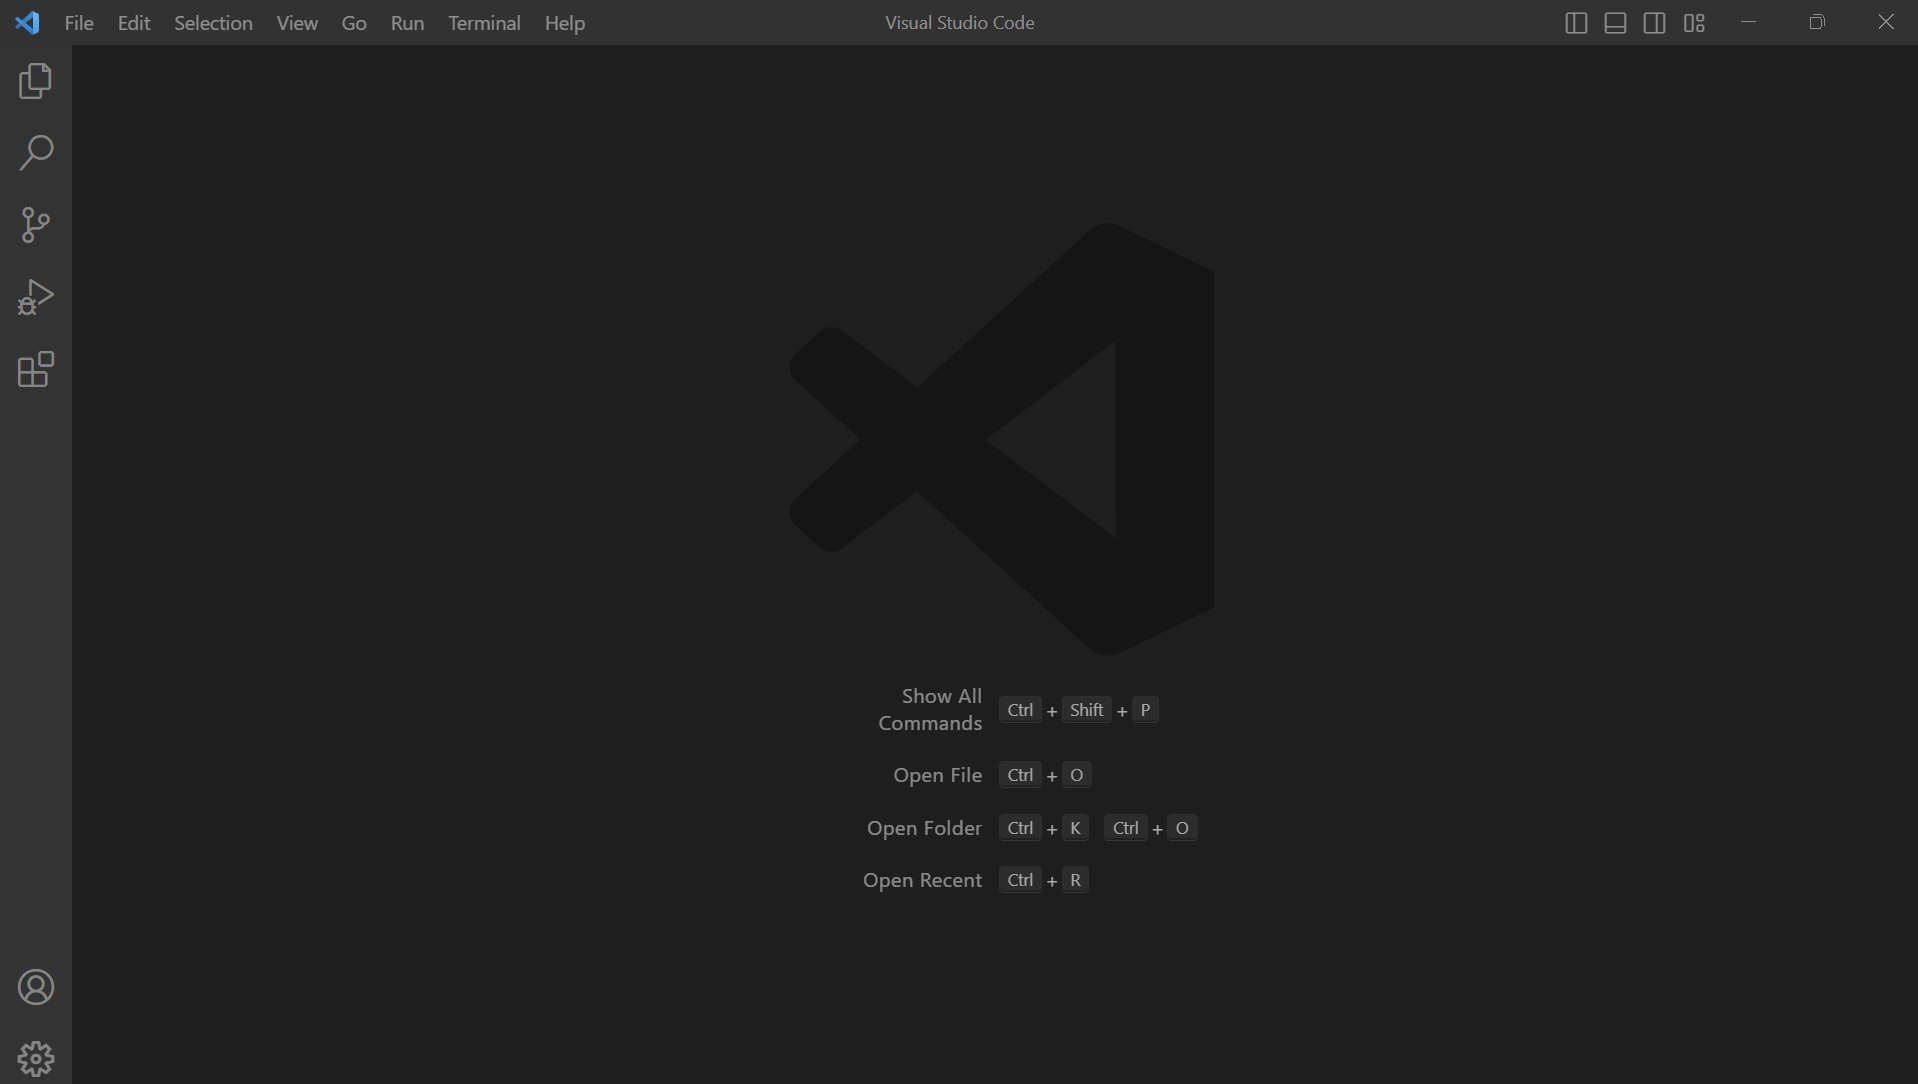 File Edit Selection View Go Run Terminal Help Visual Studio Code
Show All
Commands Ctrl + Shift + P
Open File Ctrl + O
Open Folder Ctrl + K Ctrl + O
Open Recent Ctrl + R